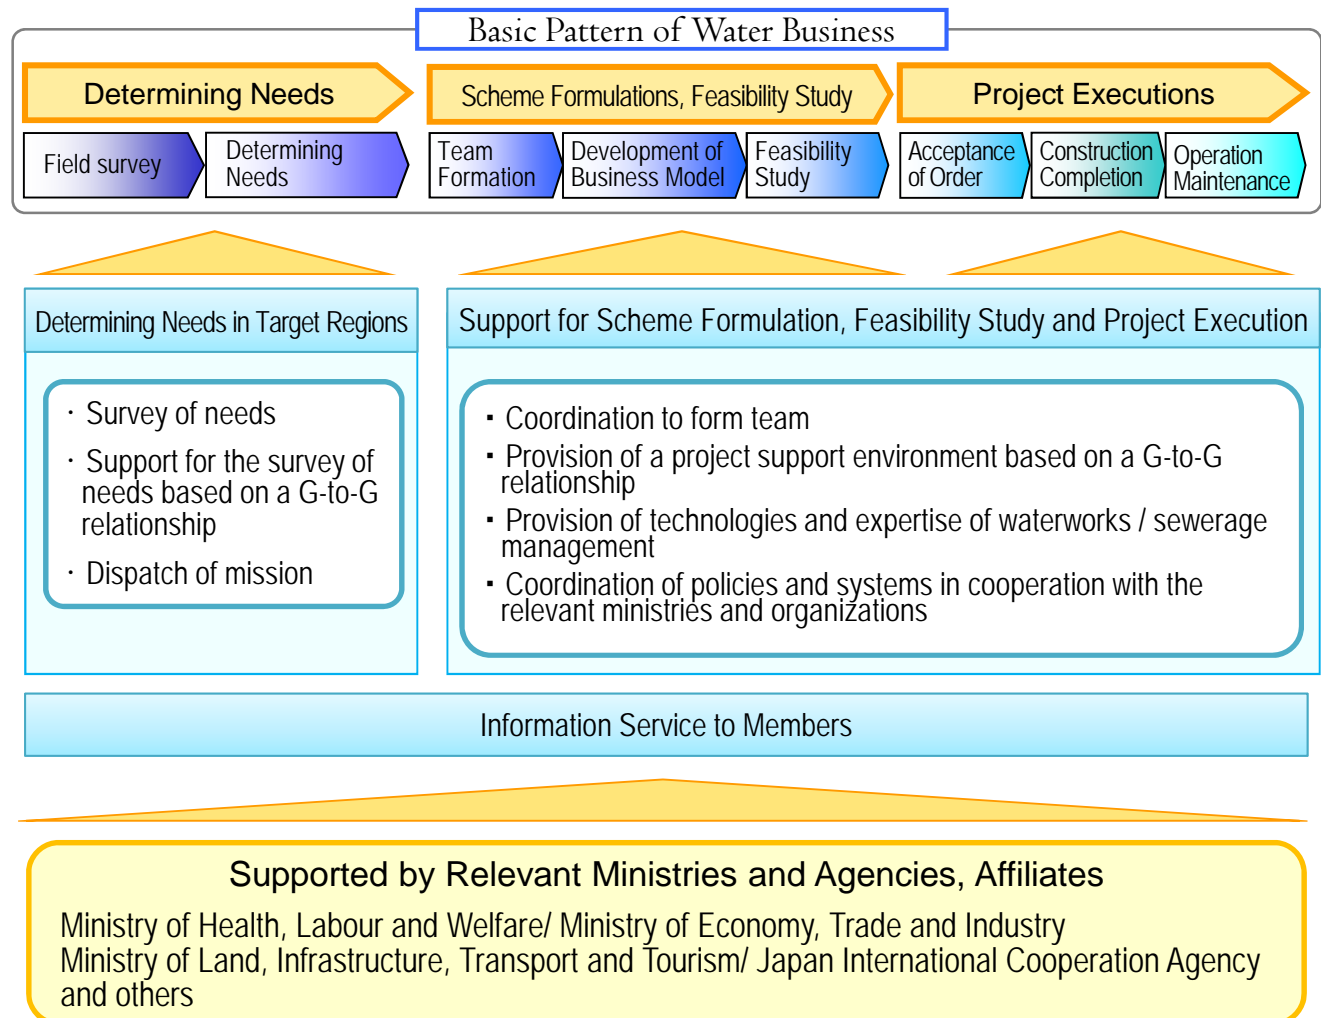 Basic Pattern of Water Business
Determining Needs
Scheme Formulations, Feasibility Study
Project Executions
Field survey
Determining
Needs
Team
Formation
Development of
Business Model
Feasibility
Study
Acceptance
of Order
Construction
Completion
Operation
Maintenance
Determining Needs in Target Regions
・ Survey of needs
・ Support for the survey of
needs based on a G-to-G
relationship
・ Dispatch of mission
Support for Scheme Formulation, Feasibility Study and Project Execution
▪ Coordination to form team
▪ Provision of a project support environment based on a G-to-G
relationship
▪ Provision of technologies and expertise of waterworks / sewerage
management
▪ Coordination of policies and systems in cooperation with the
relevant ministries and organizations
Information Service to Members
Supported by Relevant Ministries and Agencies, Affiliates
Ministry of Health, Labour and Welfare/ Ministry of Economy, Trade and Industry
Ministry of Land, Infrastructure, Transport and Tourism/ Japan International Cooperation Agency
and others